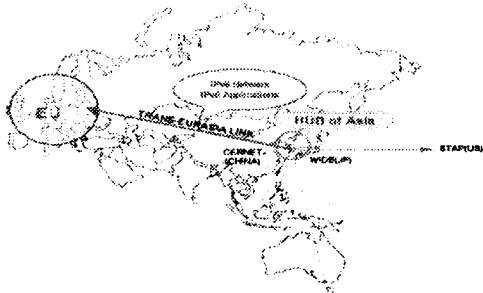 IPv6 Network
IPv6 Applications
EU
TRANS-EURASIA LINK
HUB of Asia
CERNET-
(CHINA)
WIDE(JP)
STAP(US)